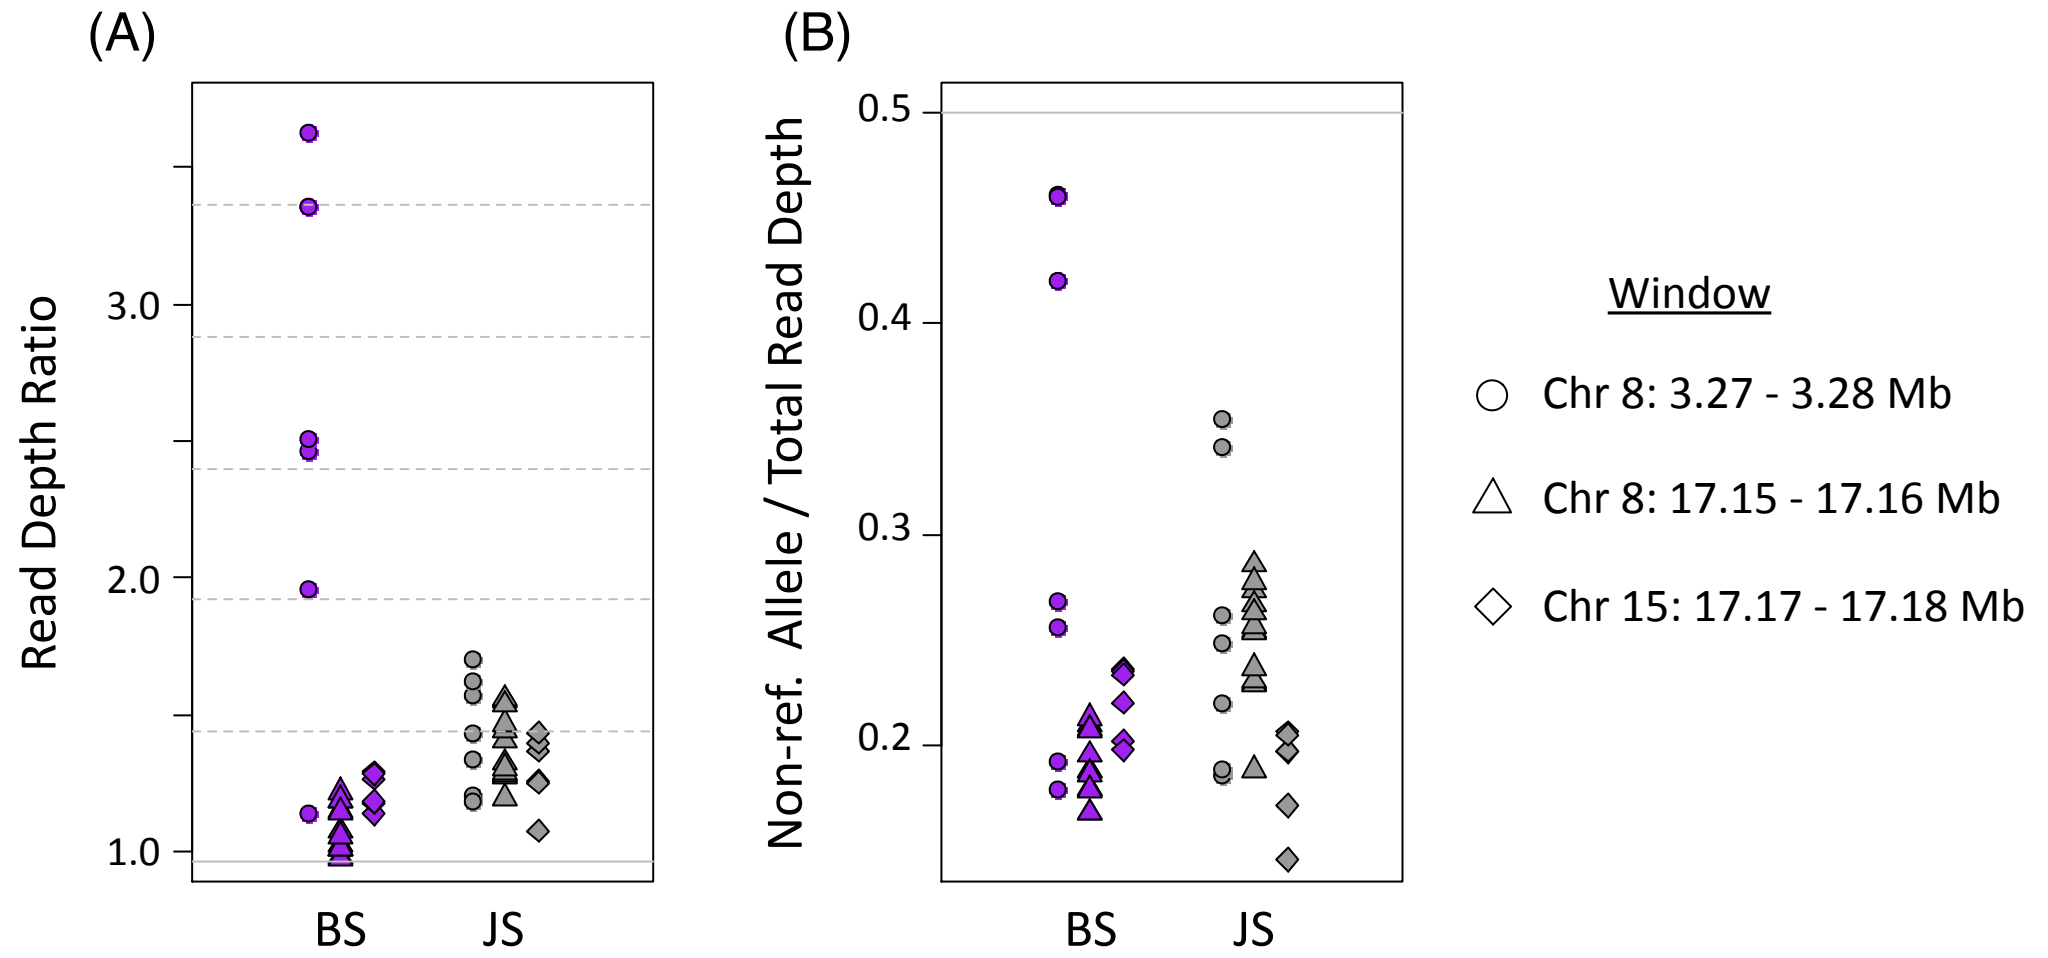 (A)
Read Depth Ratio
3.0
2.0
1.0
BS JS
(B)
Non-ref. Allele / Total Read Depth
0.5
0.4
0.3
0.2
BS JS
Window
Chr 8: 3.27 - 3.28 Mb
Chr 8: 17.15 - 17.16 Mb
Chr 15: 17.17 - 17.18 Mb